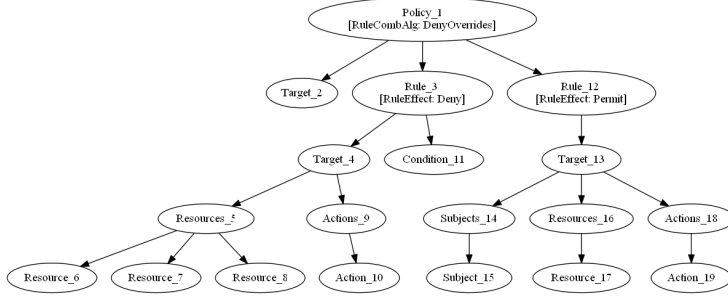 Policy_1
[RuleCombAlg: DenyOverrides]
Target_2
Rule_3
[RuleEffect: Deny]
Rule_12
[RuleEffect: Permit]
Target_4
Condition_11
Target_13
Resources_5
Actions_9
Subjects_14
Resources_16
Actions_18
Resource_6
Resource_7
Resource_8
Action_10
Subject_15
Resource_17
Action_19